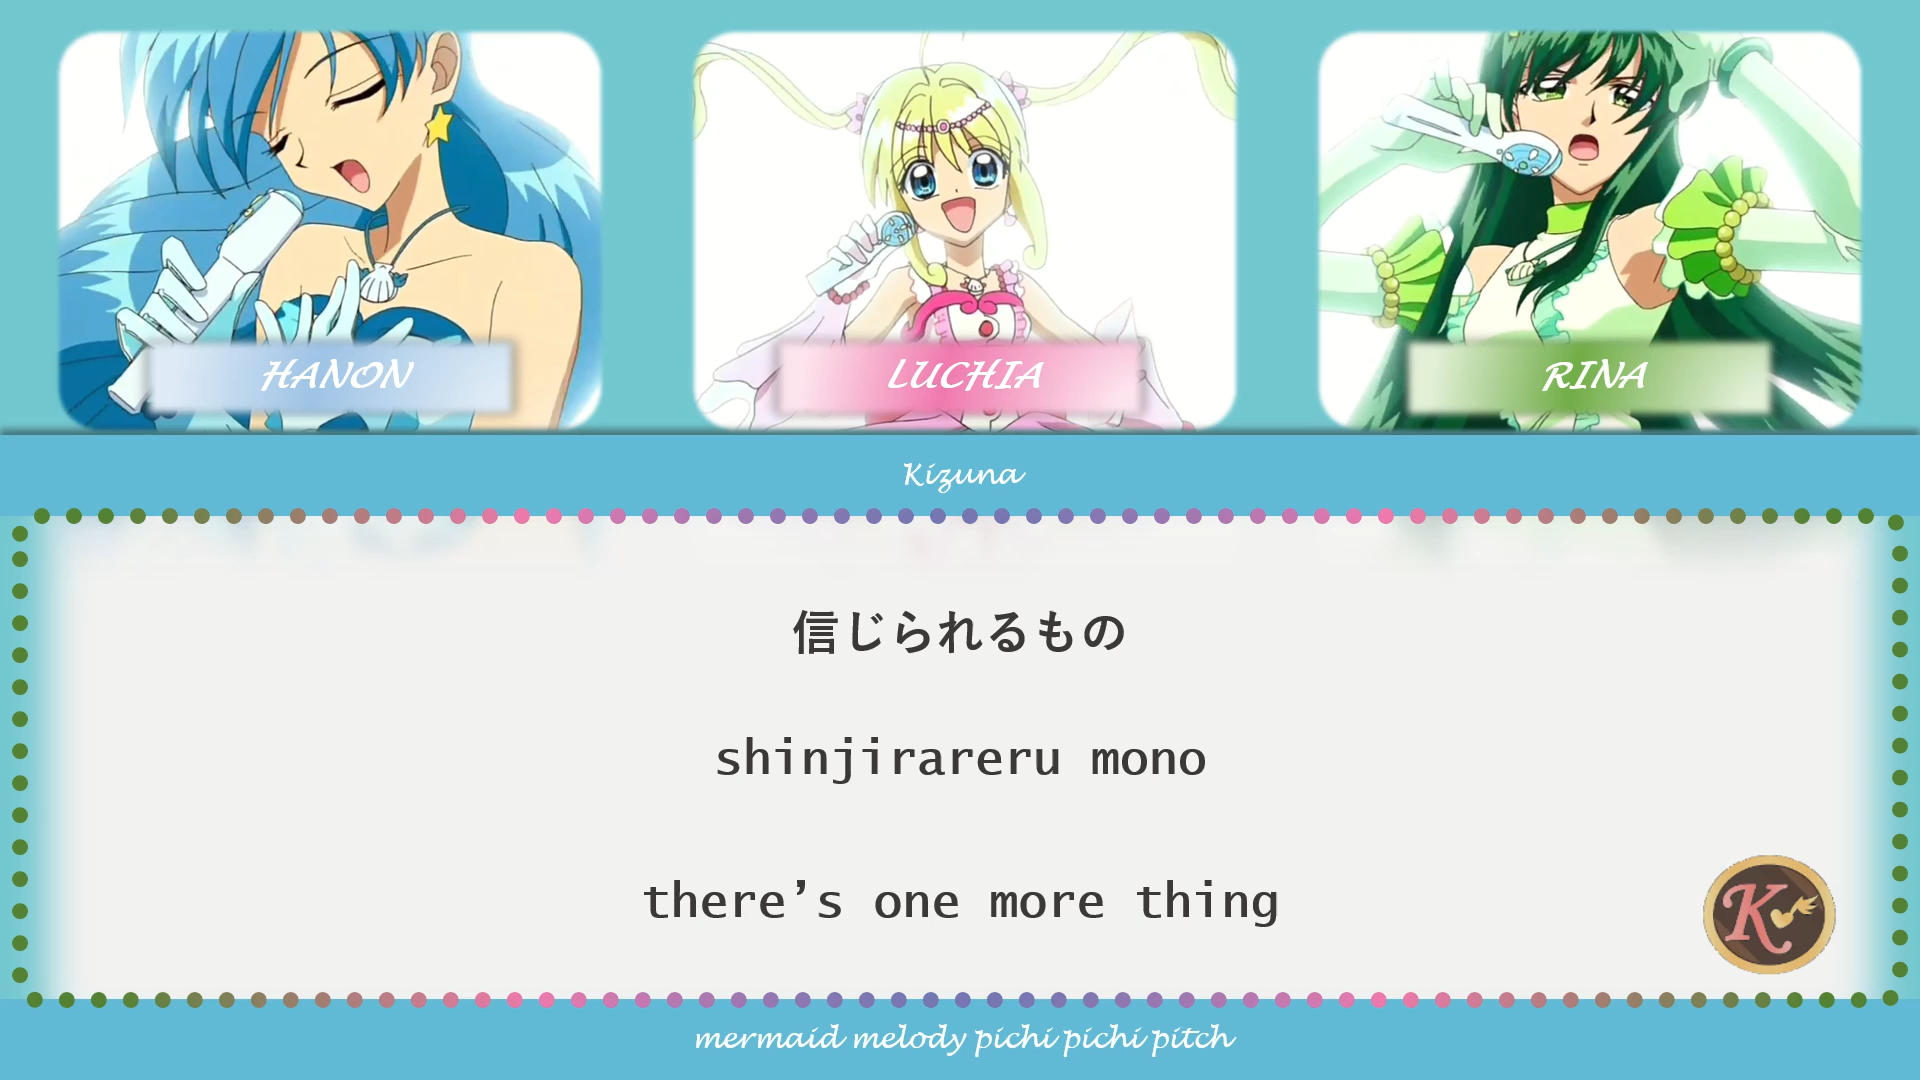 HANON
LUCHIA
RINA
Kizuna
信じられるもの
shinjirareru mono
there’s one more thing
K
mermaid melody pichi pichi pitch